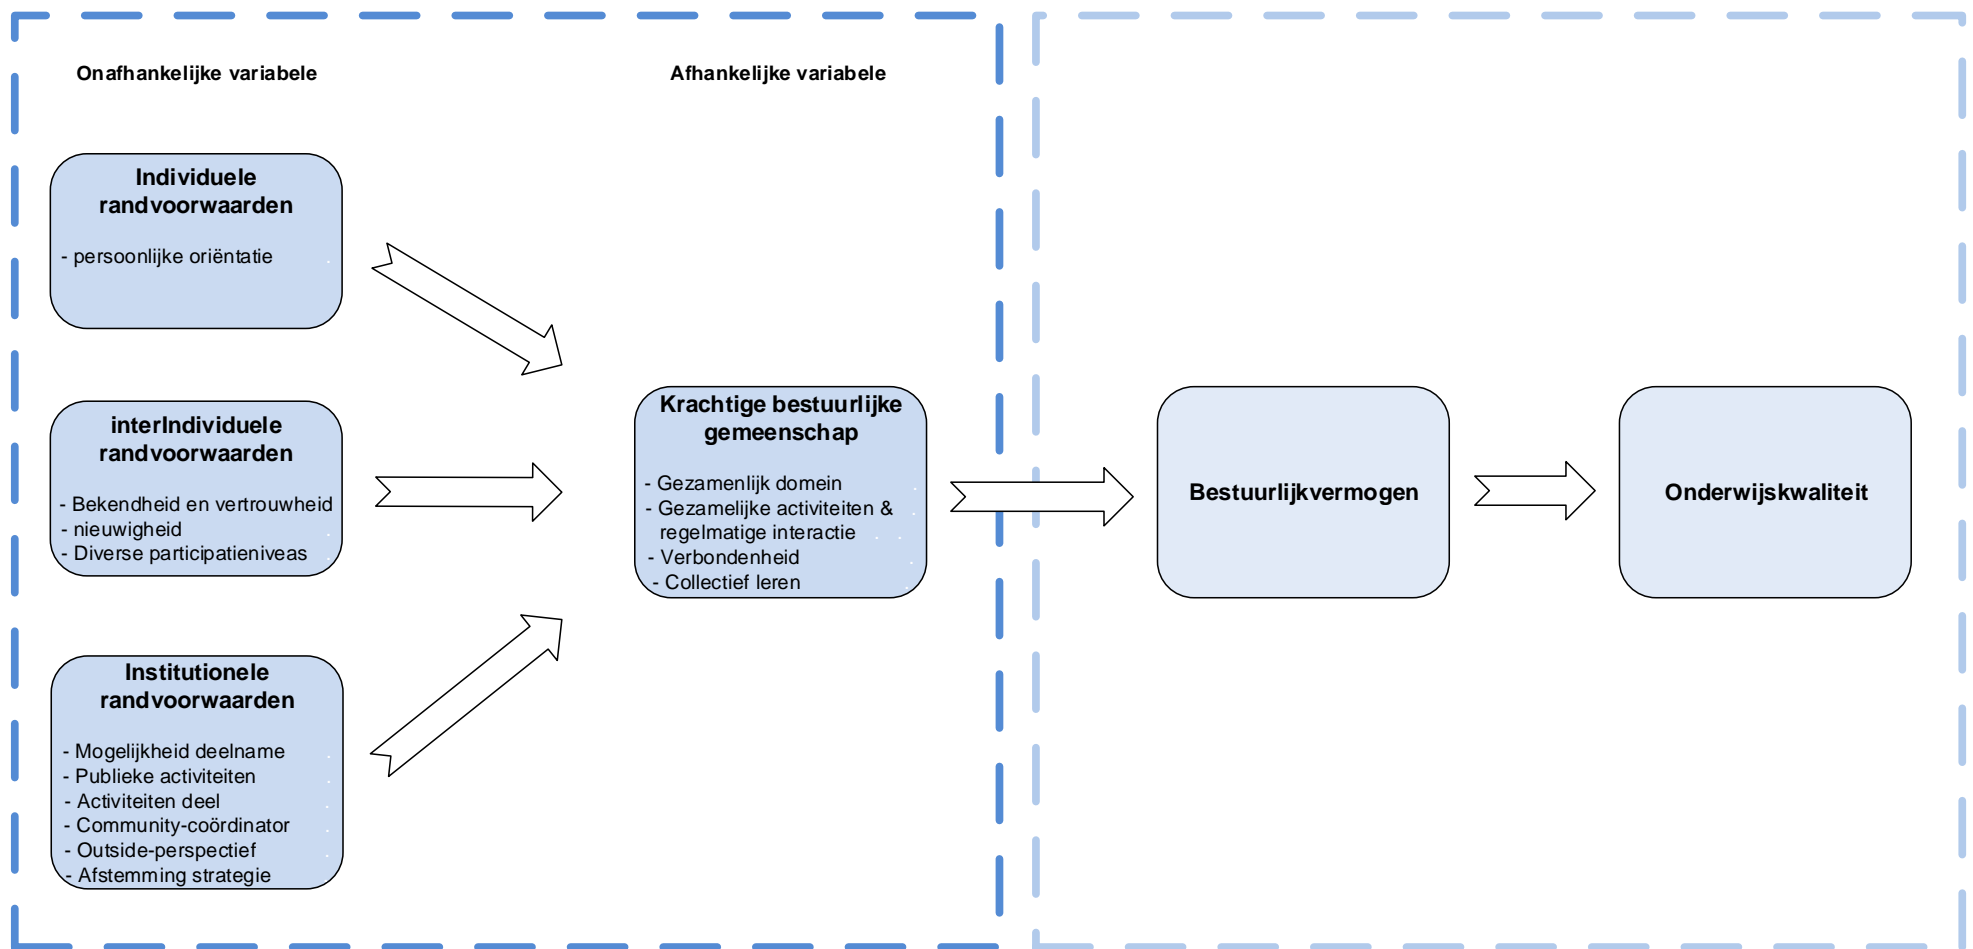 Onafhankelijke variabele
Afhankelijke variabele
Individuele
randvoorwaarden
- persoonlijke oriëntatie
interIndividuele
randvoorwaarden
- Bekendheid en vertrouwheid
- nieuwigheid
- Diverse participatieniveas
Institutionele
randvoorwaarden
- Mogelijkheid deelname
- Publieke activiteiten
- Activiteiten deel
- Community-coördinator
- Outside-perspectief
- Afstemming strategie
Krachtige bestuurlijke
gemeenschap
- Gezamenlijk domein
- Gezamelijke activiteiten &
regelmatige interactie
- Verbondenheid
- Collectief leren
Bestuurlijkvermogen
Onderwijskwaliteit